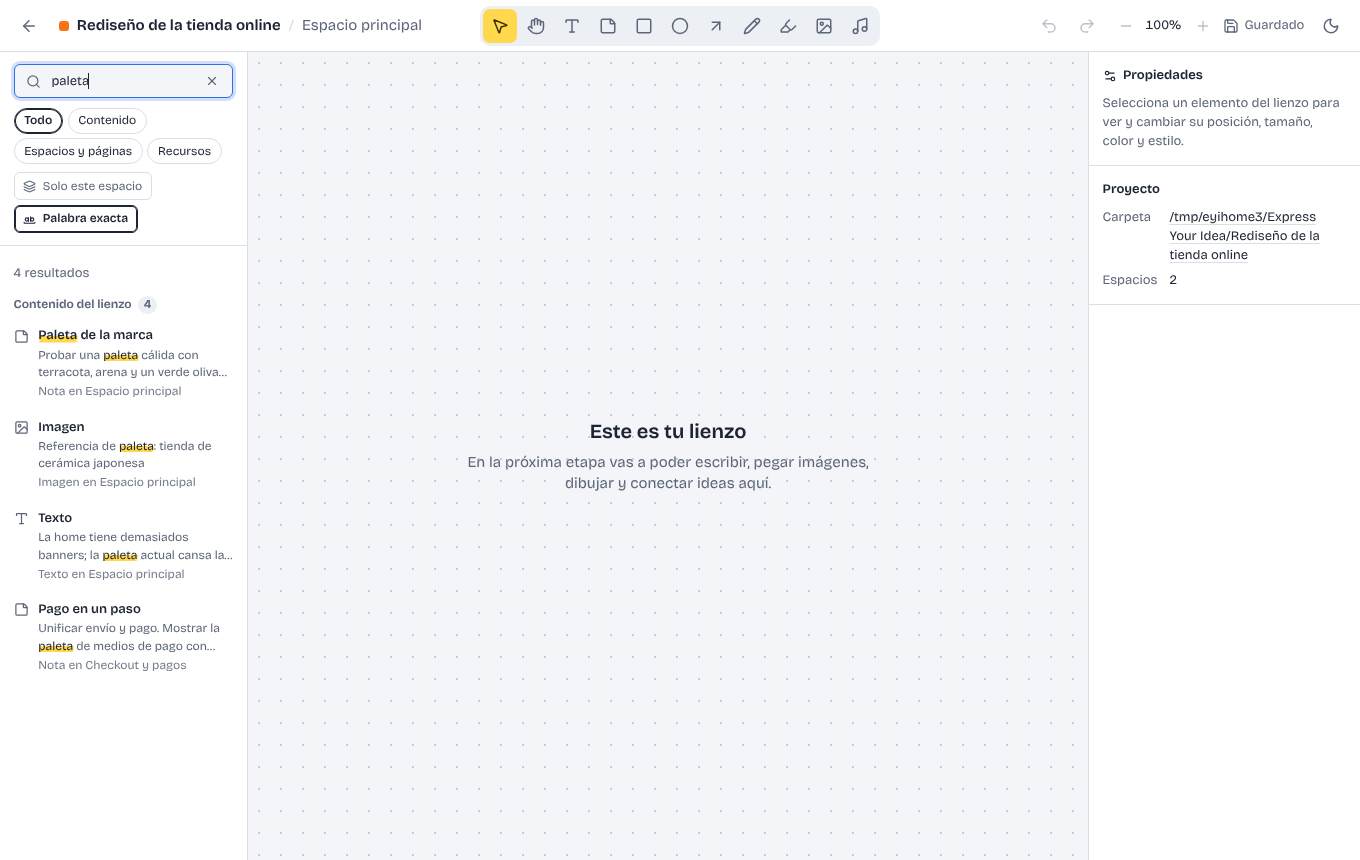 Rediseño de la tienda online / Espacio principal
100%
Guardado
paleta
Todo
Contenido
Espacios y páginas
Recursos
Solo este espacio
ab Palabra exacta
4 resultados
Contenido del lienzo 4
Paleta de la marca
Probar una paleta cálida con
terracota, arena y un verde oliva...
Nota en Espacio principal
Imagen
Referencia de paleta: tienda de
cerámica japonesa
Imagen en Espacio principal
Texto
La home tiene demasiados
banners; la paleta actual cansa la...
Texto en Espacio principal
Pago en un paso
Unificar envío y pago. Mostrar la
paleta de medios de pago con...
Nota en Checkout y pagos
Este es tu lienzo
En la próxima etapa vas a poder escribir, pegar imágenes,
dibujar y conectar ideas aquí.
Propiedades
Selecciona un elemento del lienzo para
ver y cambiar su posición, tamaño,
color y estilo.
Proyecto
Carpeta /tmp/eyihome3/Express
Your Idea/Rediseño de la
tienda online
Espacios 2